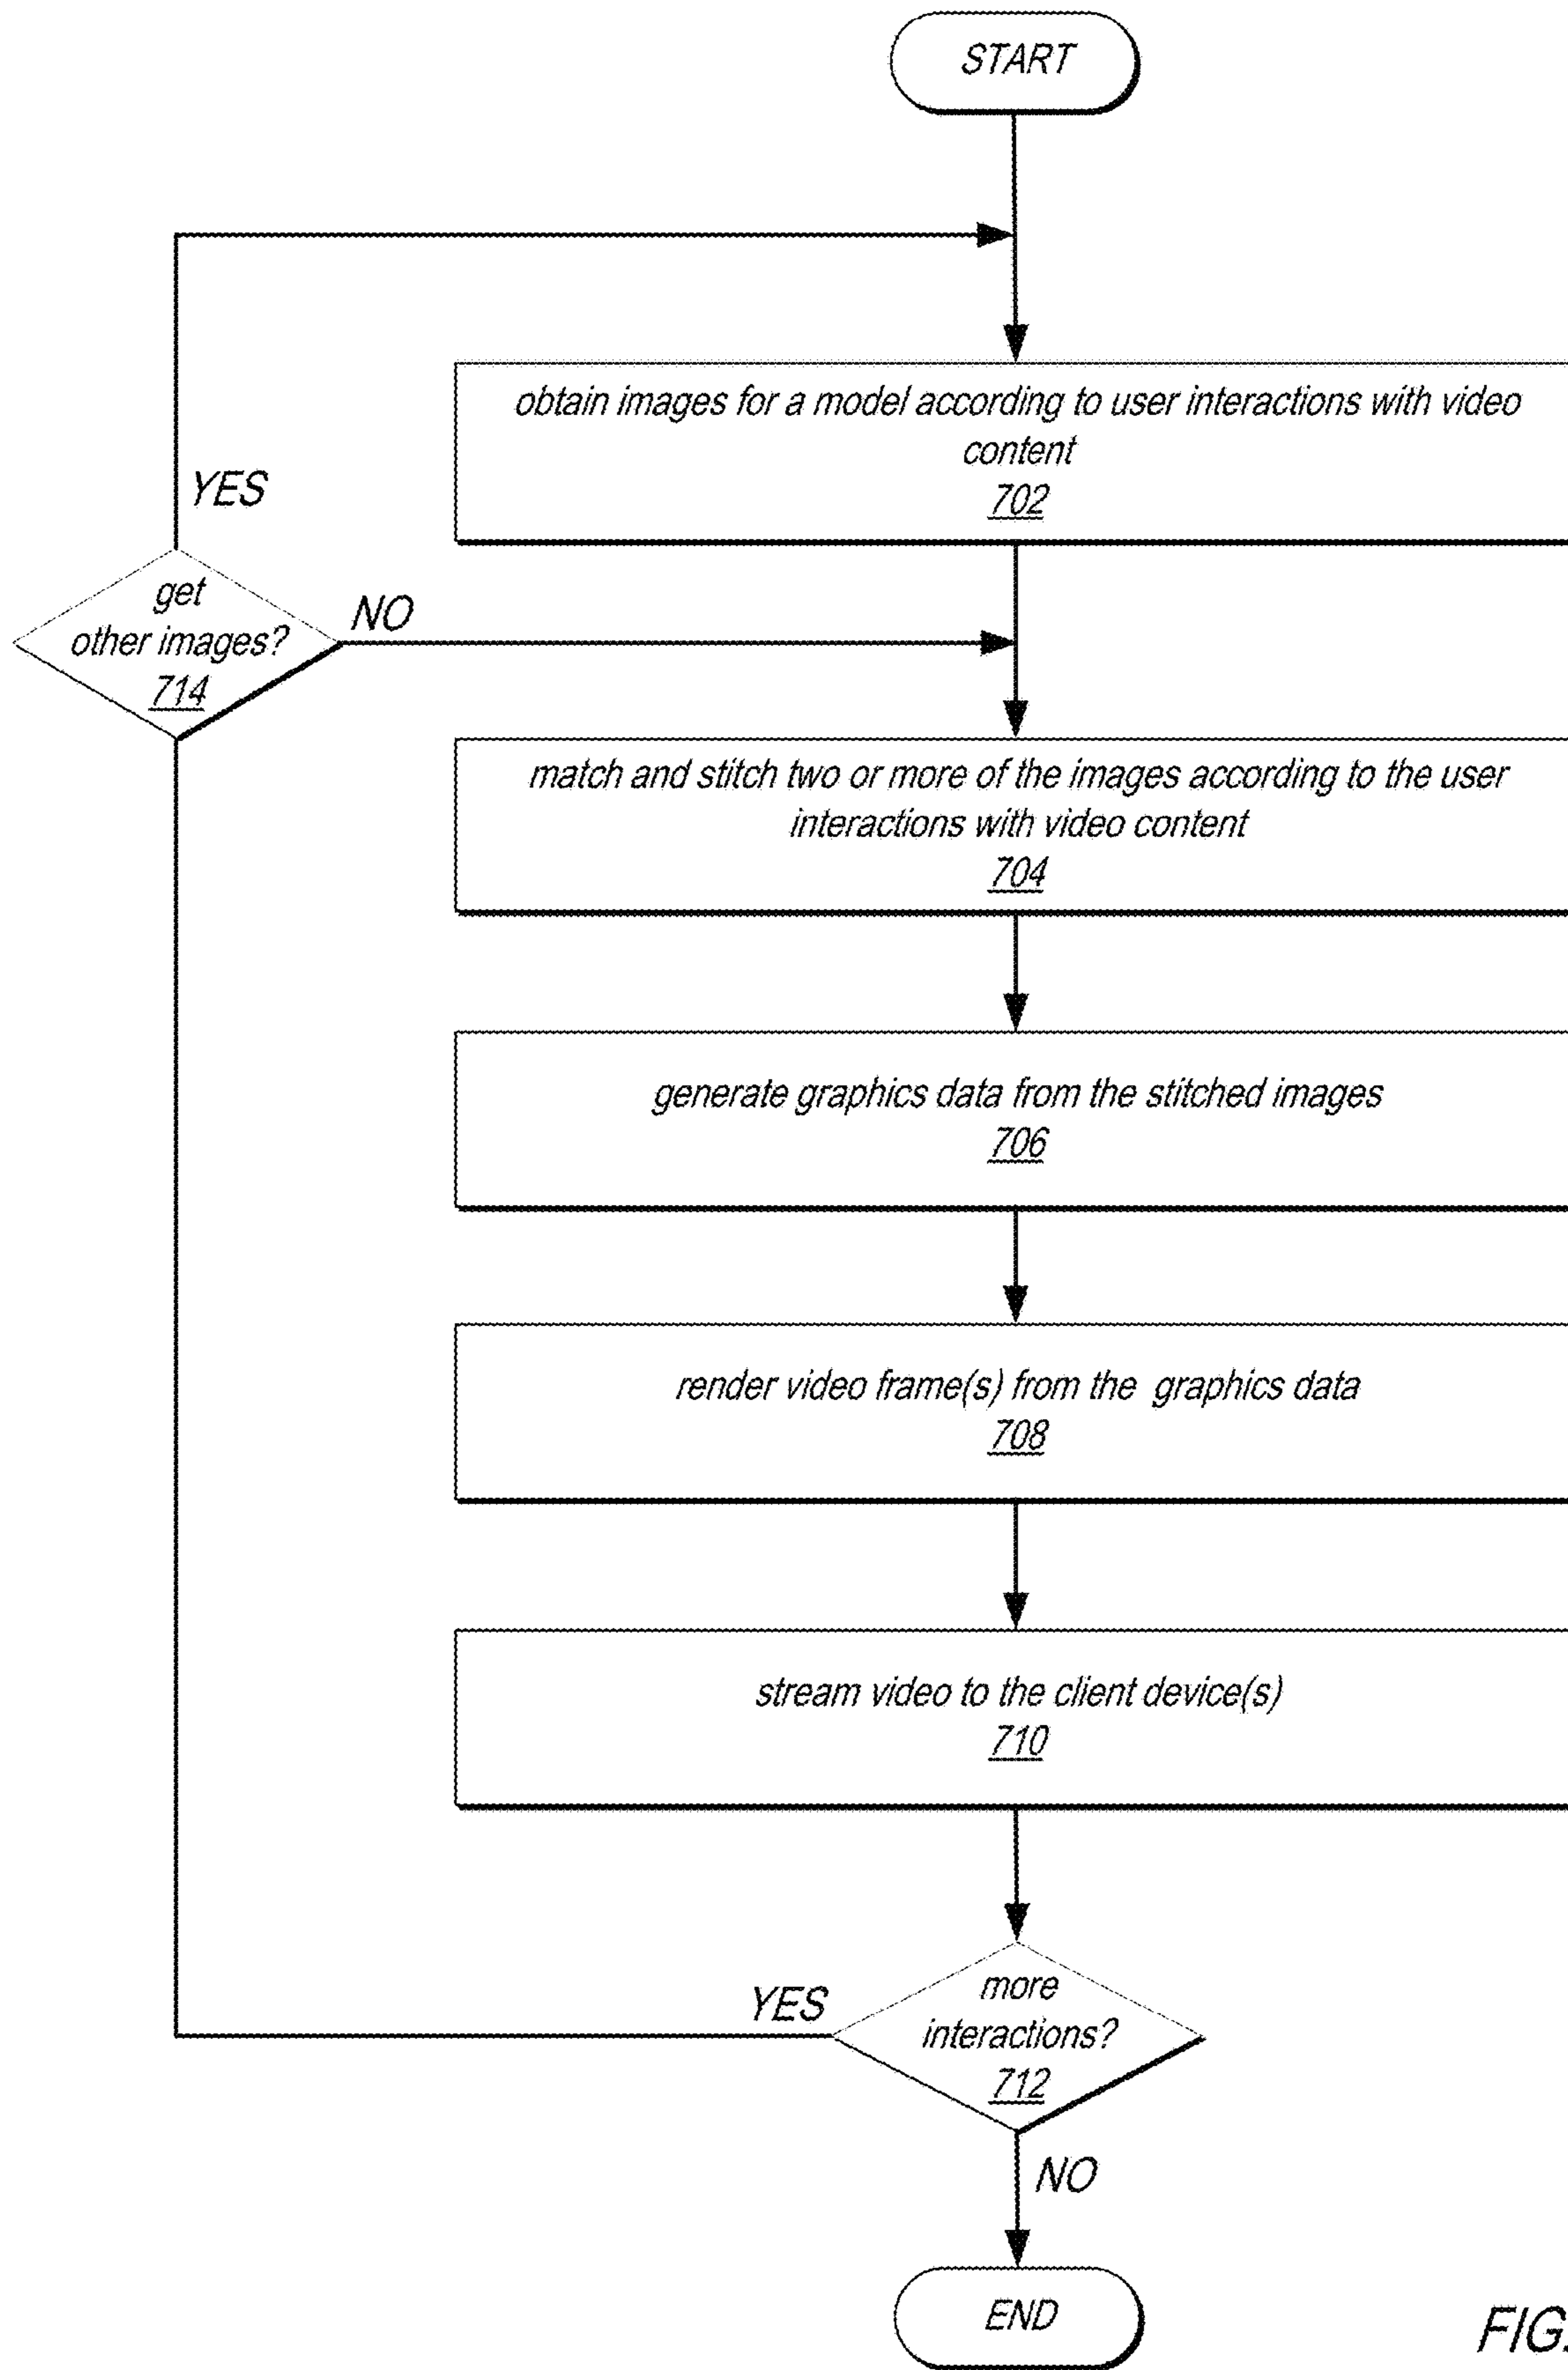 START
obtain images for a model according to user interactions with video
content
702
YES
get
other images?
714
NO
match and stitch two or more of the images according to the user
interactions with video content
704
generate graphics data from the stitched images
706
render video frame(s) from the graphics data
708
stream video to the client device(s)
710
YES
more
interactions?
712
NO
END
FIG.